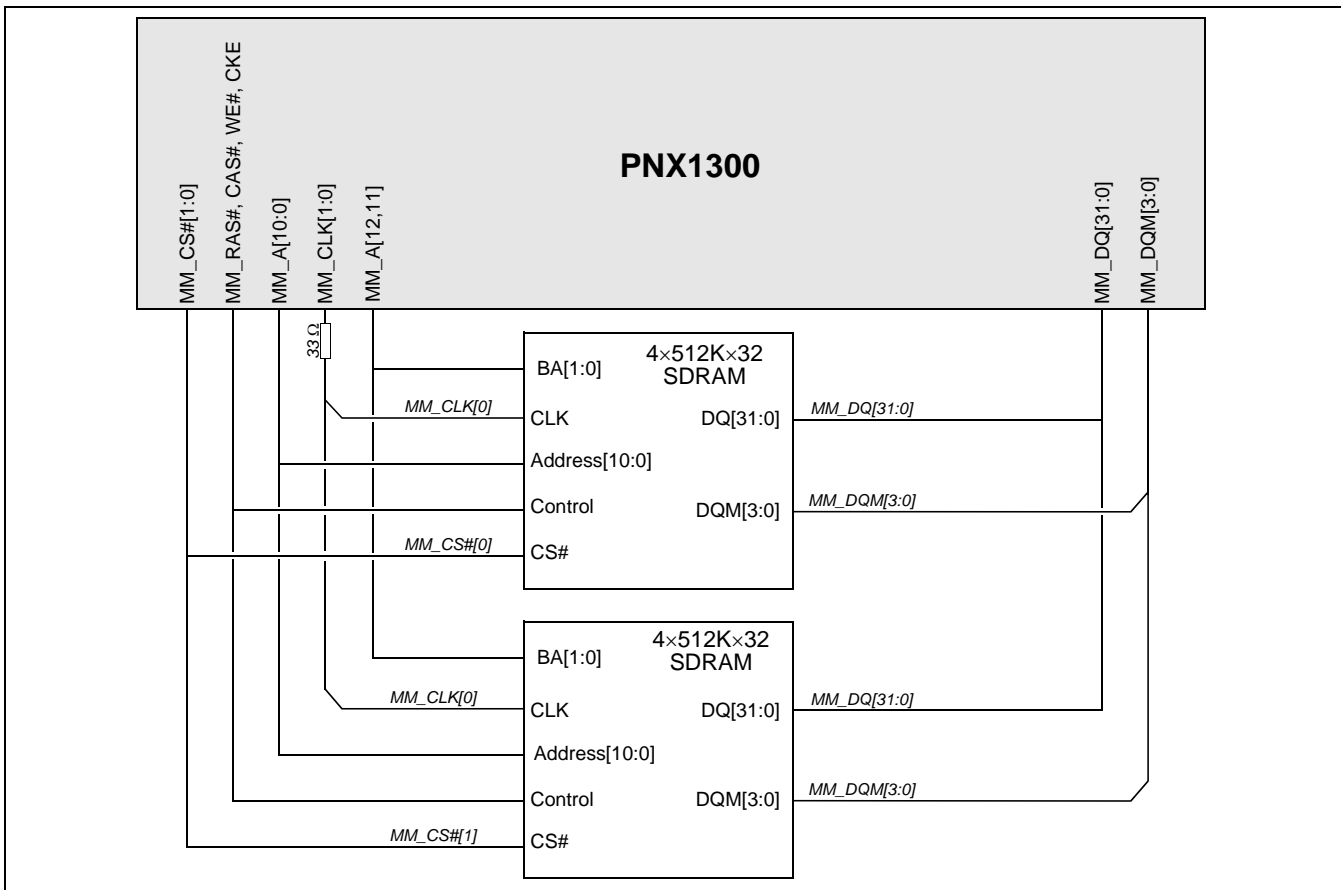 PNX1300
MM_CS#[1:0]
MM_RAS#, CAS#, WE#, CKE
MM_A[10:0]
MM_CLK[1:0]
MM_A[12,11]
MM_DQ[31:0]
MM_DQM[3:0]
33 Ω
4×512K×32
SDRAM
BA[1:0]
MM_CLK[0]
CLK
DQ[31:0]
MM_DQ[31:0]
Address[10:0]
Control
DQM[3:0]
MM_DQM[3:0]
MM_CS#[0]
CS#
4×512K×32
SDRAM
BA[1:0]
MM_CLK[0]
CLK
DQ[31:0]
MM_DQ[31:0]
Address[10:0]
Control
DQM[3:0]
MM_DQM[3:0]
MM_CS#[1]
CS#